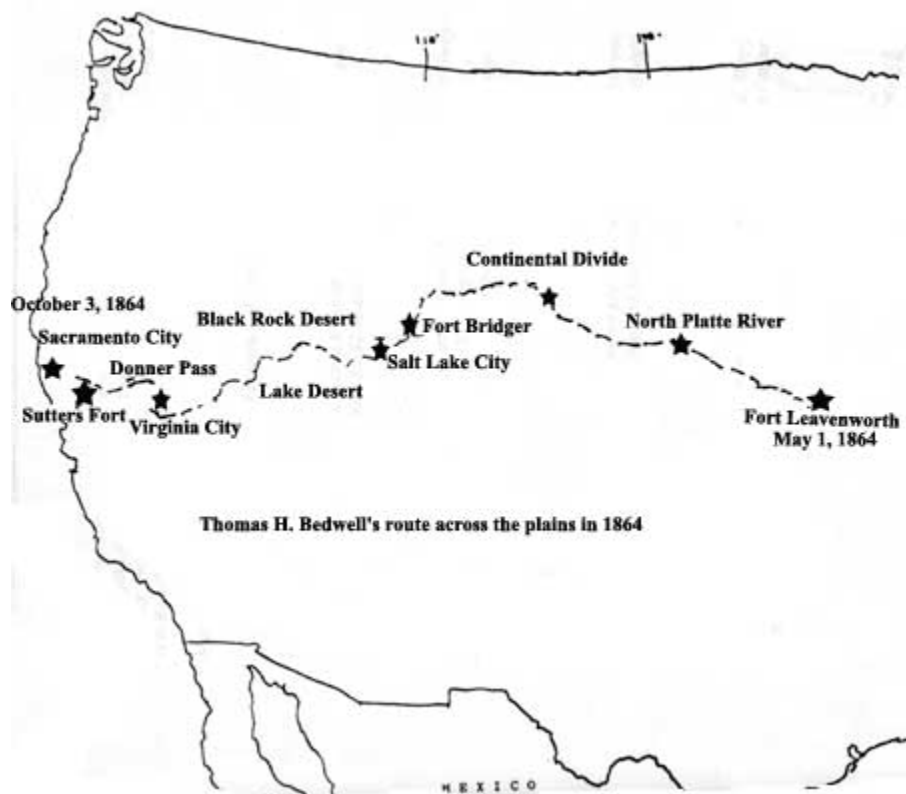 110°
100°
Continental Divide
October 3, 1864
Black Rock Desert
Fort Bridger
North Platte River
Sacramento City
Donner Pass
Salt Lake City
Lake Desert
Sutters Fort
Virginia City
Fort Leavenworth
May 1, 1864
Thomas H. Bedwell's route across the plains in 1864
MEXICO